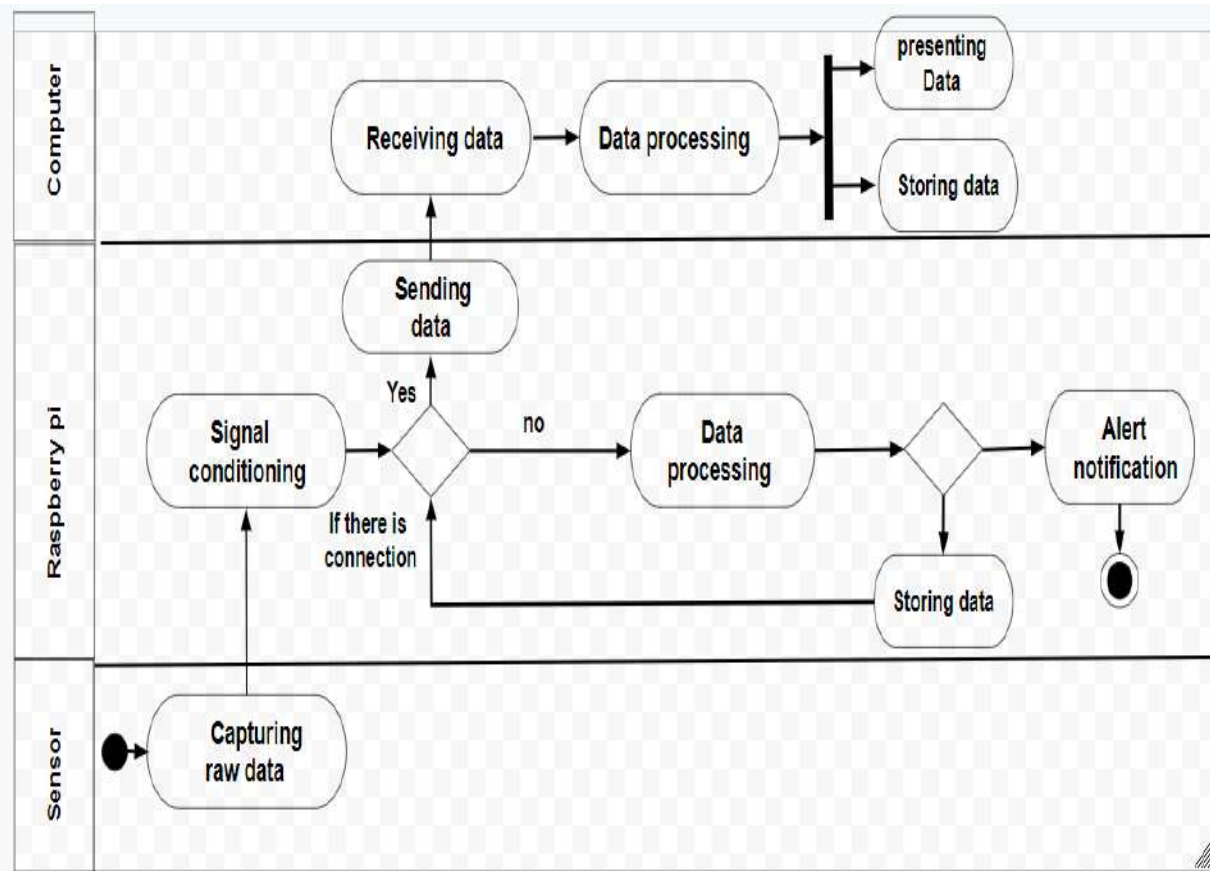 Computer
presenting
Data
Receiving data
Data processing
Storing data
Raspberry pi
Sending
data
Yes
Signal
conditioning
no
Data
processing
Alert
notification
If there is
connection
Storing data
Sensor
Capturing
raw data